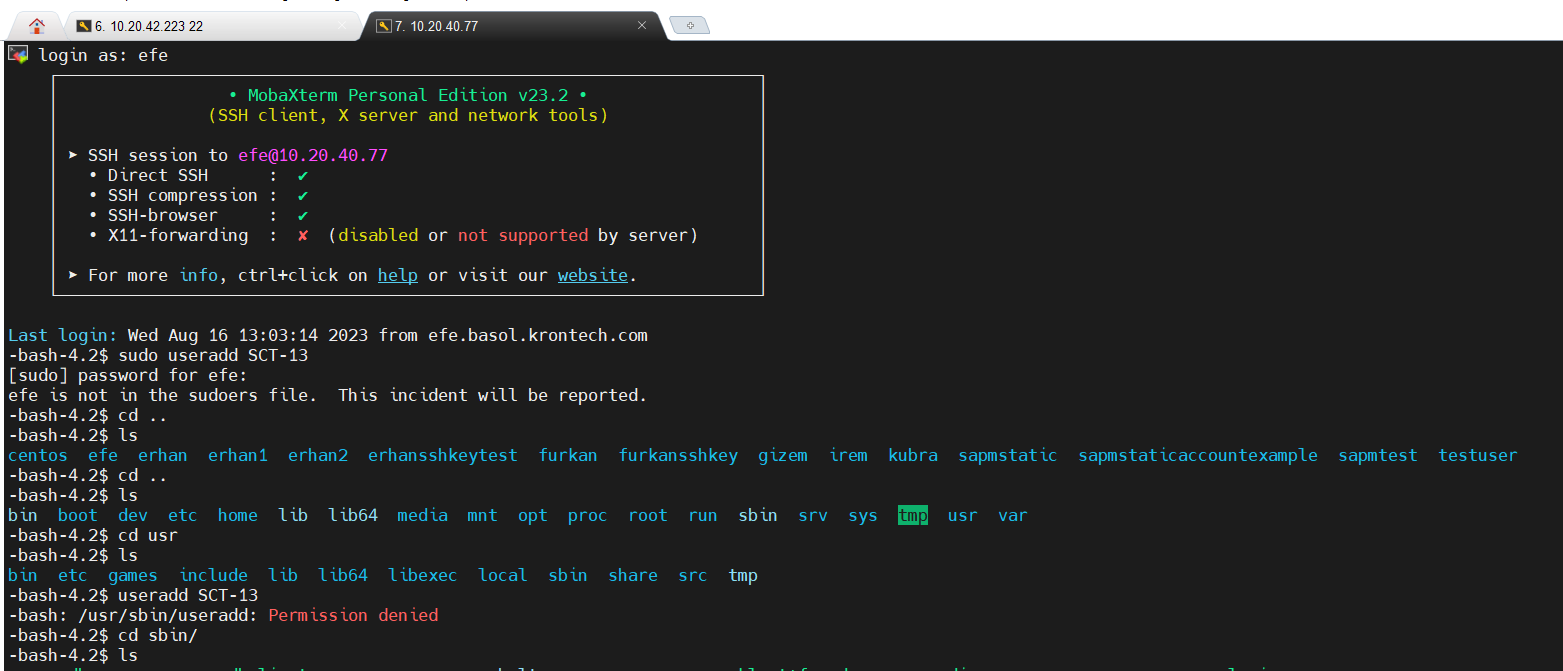 6. 10.20.42.223 22
7. 10.20.40.77
login as: efe
• MobaXterm Personal Edition v23.2 •
(SSH client, X server and network tools)
➤ SSH session to efe@10.20.40.77
• Direct SSH : ✔
• SSH compression : ✔
• SSH-browser : ✔
• X11-forwarding : ✘ (disabled or not supported by server)
➤ For more info, ctrl+click on help or visit our website.
Last login: Wed Aug 16 13:03:14 2023 from efe.basol.krontech.com
-bash-4.2$ sudo useradd SCT-13
[sudo] password for efe:
efe is not in the sudoers file.  This incident will be reported.
-bash-4.2$ cd ..
-bash-4.2$ ls
centos  efe  erhan  erhan1  erhan2  erhansshkeytest  furkan  furkansshkey  gizem  irem  kubra  sapmstatic  sapmstaticaccountexample  sapmtest  testuser
-bash-4.2$ cd ..
-bash-4.2$ ls
bin  boot  dev  etc  home  lib  lib64  media  mnt  opt  proc  root  run  sbin  srv  sys  tmp  usr  var
-bash-4.2$ cd usr
-bash-4.2$ ls
bin  etc  games  include  lib  lib64  libexec  local  sbin  share  src  tmp
-bash-4.2$ useradd SCT-13
-bash: /usr/sbin/useradd: Permission denied
-bash-4.2$ cd sbin/
-bash-4.2$ ls